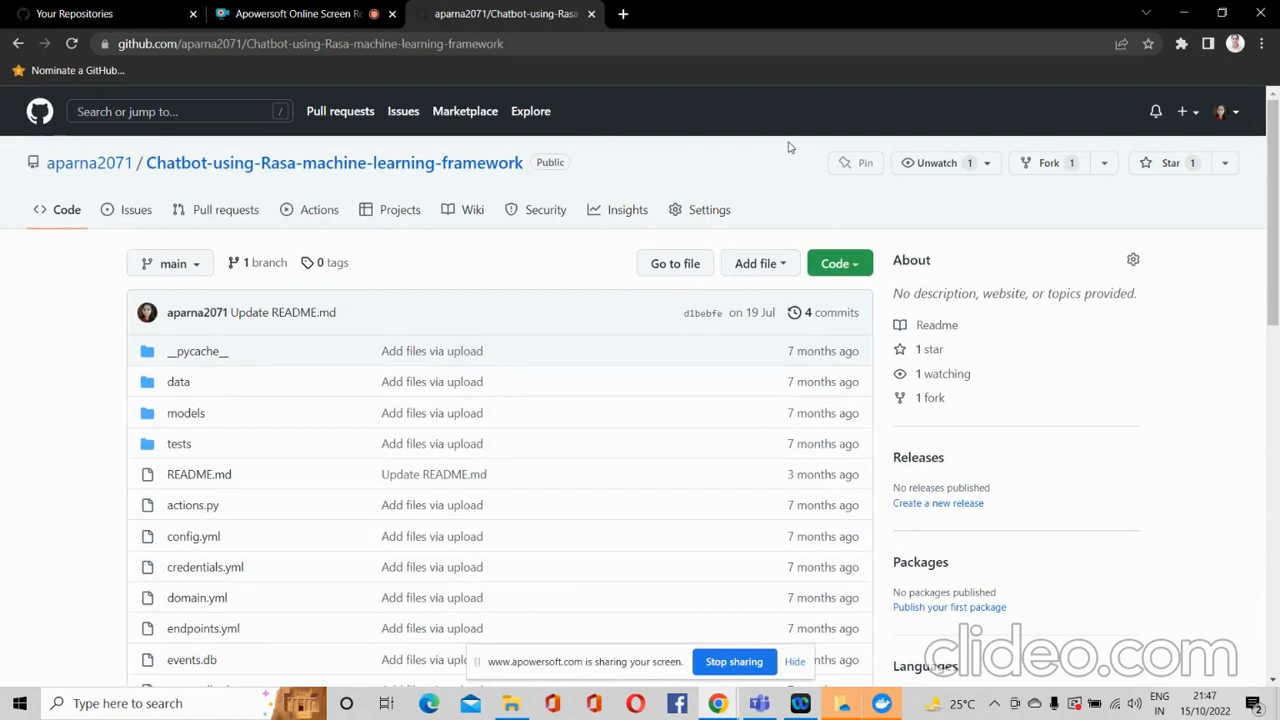 Your Repositories
Apowersoft Online Screen Re
aparna2071/Chatbot-using-Rasa-
github.com/aparna2071/Chatbot-using-Rasa-machine-learning-framework
Nominate a GitHub...
Search or jump to... /
Pull requests Issues Marketplace Explore
aparna2071 / Chatbot-using-Rasa-machine-learning-framework Public
Pin Unwatch 1 Fork 1 Star 1
Code Issues Pull requests Actions Projects Wiki Security Insights Settings
main 1 branch 0 tags Go to file Add file Code
aparna2071 Update README.md d1bebfe on 19 Jul 4 commits
__pycache__ Add files via upload 7 months ago
data Add files via upload 7 months ago
models Add files via upload 7 months ago
tests Add files via upload 7 months ago
README.md Update README.md 3 months ago
actions.py Add files via upload 7 months ago
config.yml Add files via upload 7 months ago
credentials.yml Add files via upload 7 months ago
domain.yml Add files via upload 7 months ago
endpoints.yml Add files via upload 7 months ago
events.db Add files via upload 7 months ago
About
No description, website, or topics provided.
Readme
1 star
1 watching
1 fork
Releases
No releases published
Create a new release
Packages
No packages published
Publish your first package
Languages
clideo.com
www.apowersoft.com is sharing your screen. Stop sharing Hide
Type here to search
25°C
ENG
IN
21:47
15/10/2022
2